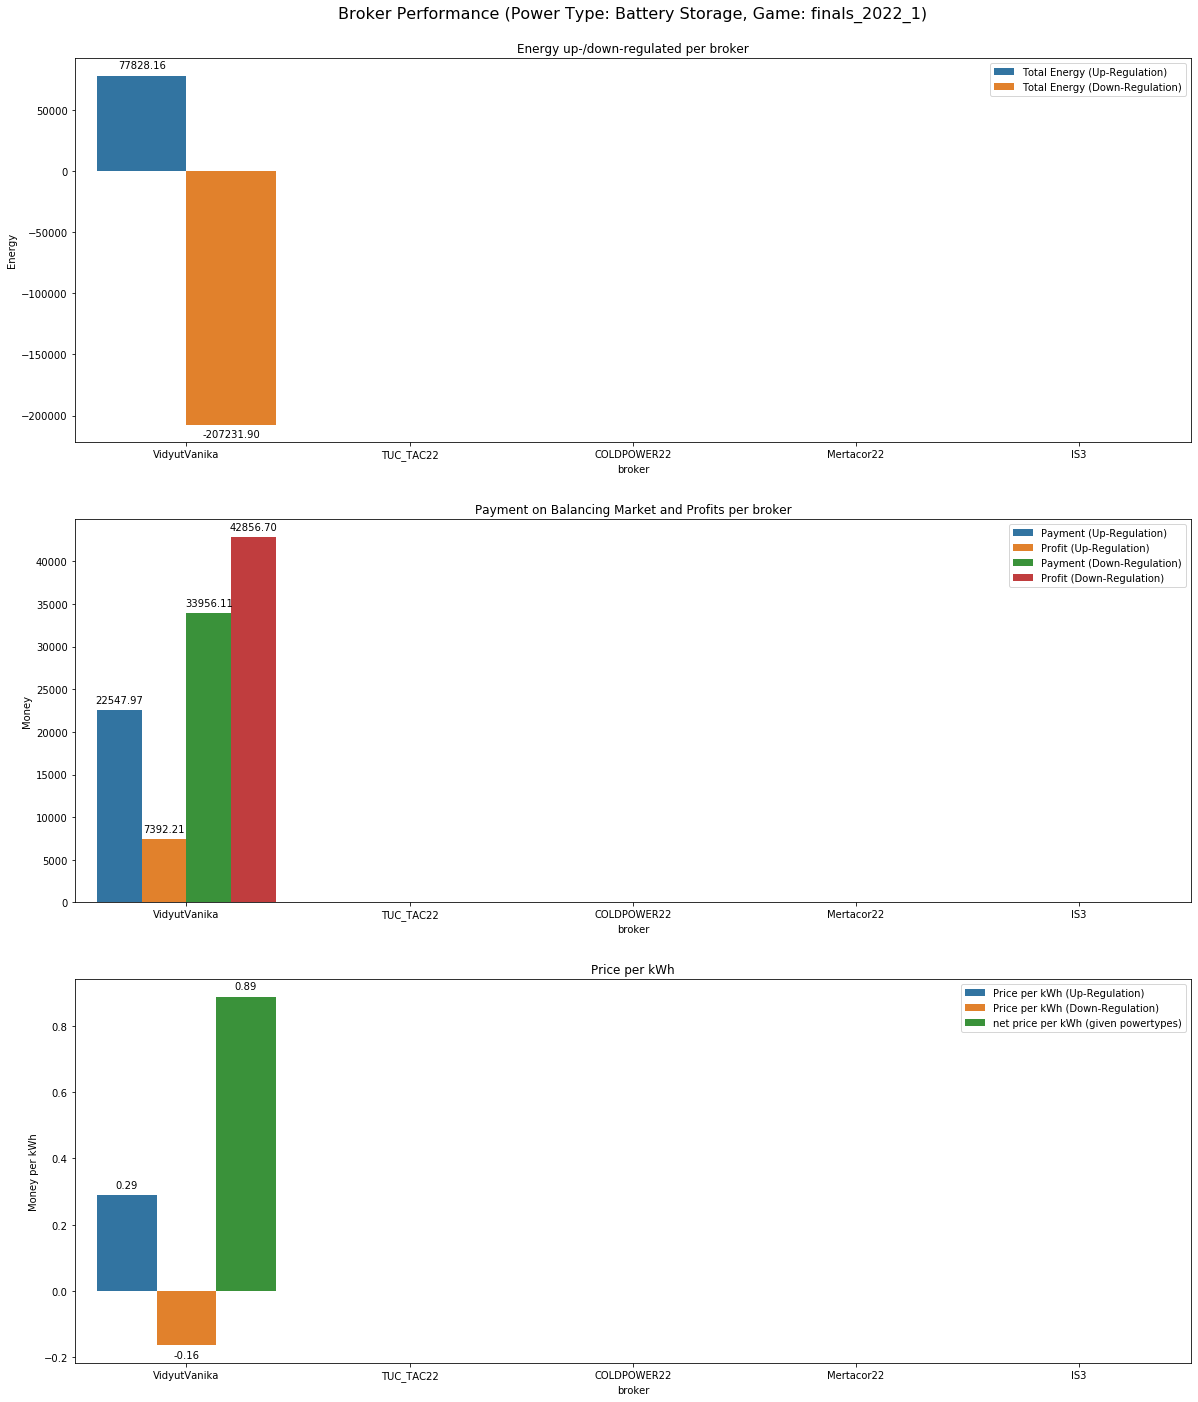 Broker Performance (Power Type: Battery Storage, Game: finals_2022_1)
Energy up-/down-regulated per broker
77828.16
Total Energy (Up-Regulation)
Total Energy (Down-Regulation)
50000
0
−50000
−100000
−150000
−200000
Energy
-207231.90
VidyutVanika TUC_TAC22 COLDPOWER22 Mertacor22 IS3
broker
Payment on Balancing Market and Profits per broker
42856.70
Payment (Up-Regulation)
Profit (Up-Regulation)
Payment (Down-Regulation)
Profit (Down-Regulation)
40000
35000
33956.11
30000
25000
22547.97
20000
15000
10000
7392.21
5000
0
Money
VidyutVanika TUC_TAC22 COLDPOWER22 Mertacor22 IS3
broker
Price per kWh
0.89
Price per kWh (Up-Regulation)
Price per kWh (Down-Regulation)
net price per kWh (given powertypes)
0.8
0.6
0.4
0.29
0.2
0.0
−0.2
Money per kWh
-0.16
VidyutVanika TUC_TAC22 COLDPOWER22 Mertacor22 IS3
broker